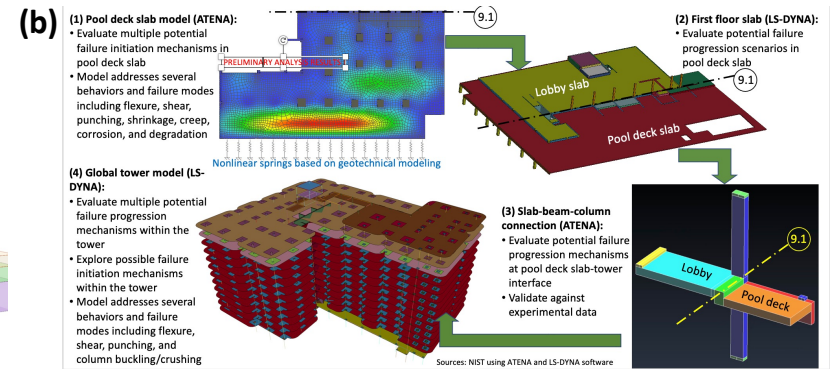 (b)
(1) Pool deck slab model (ATENA):
• Evaluate multiple potential
failure initiation mechanisms in
pool deck slab
• Model addresses several
behaviors and failure modes
including flexure, shear,
punching, shrinkage, creep,
corrosion, and degradation
PRELIMINARY ANALYSIS RESULTS
9.1
Nonlinear springs based on geotechnical modeling
(2) First floor slab (LS-DYNA):
• Evaluate potential failure
progression scenarios in
pool deck slab
9.1
Lobby slab
Pool deck slab
(4) Global tower model (LS-
DYNA):
• Evaluate multiple potential
failure progression
mechanisms within the
tower
• Explore possible failure
initiation mechanisms
within the tower
• Model addresses several
behaviors and failure
modes including flexure,
shear, punching, and
column buckling/crushing
(3) Slab-beam-column
connection (ATENA):
• Evaluate potential failure
progression mechanisms
at pool deck slab-tower
interface
• Validate against
experimental data
9.1
Lobby
Pool deck
Sources: NIST using ATENA and LS-DYNA software